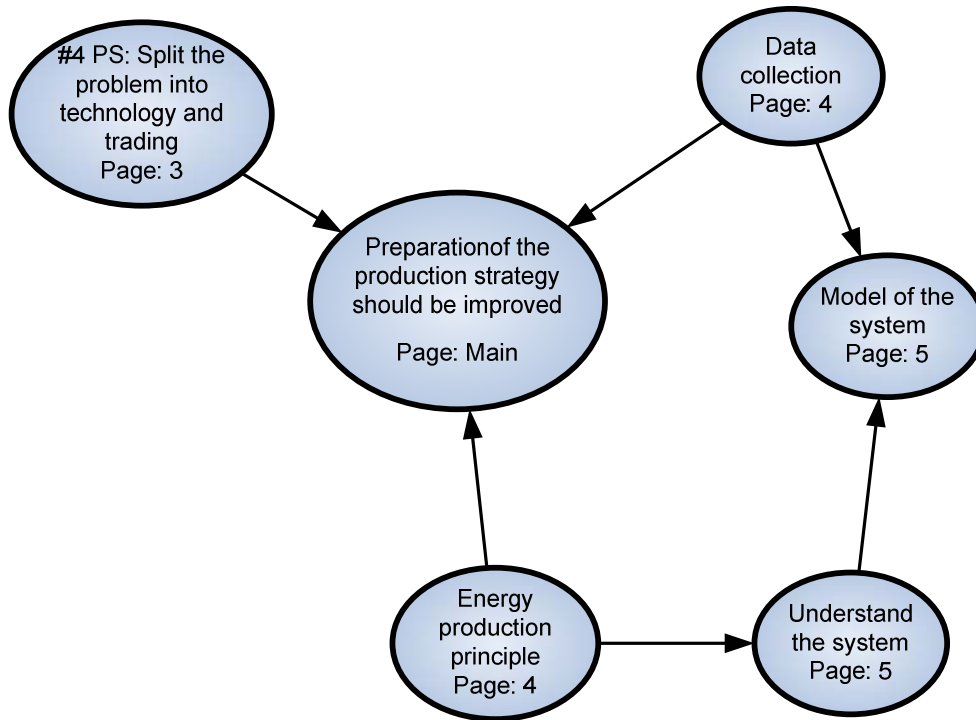 #4 PS: Split the
problem into
technology and
trading
Page: 3
Data
collection
Page: 4
Preparationof the
production strategy
should be improved
Page: Main
Model of the
system
Page: 5
Energy
production
principle
Page: 4
Understand
the system
Page: 5